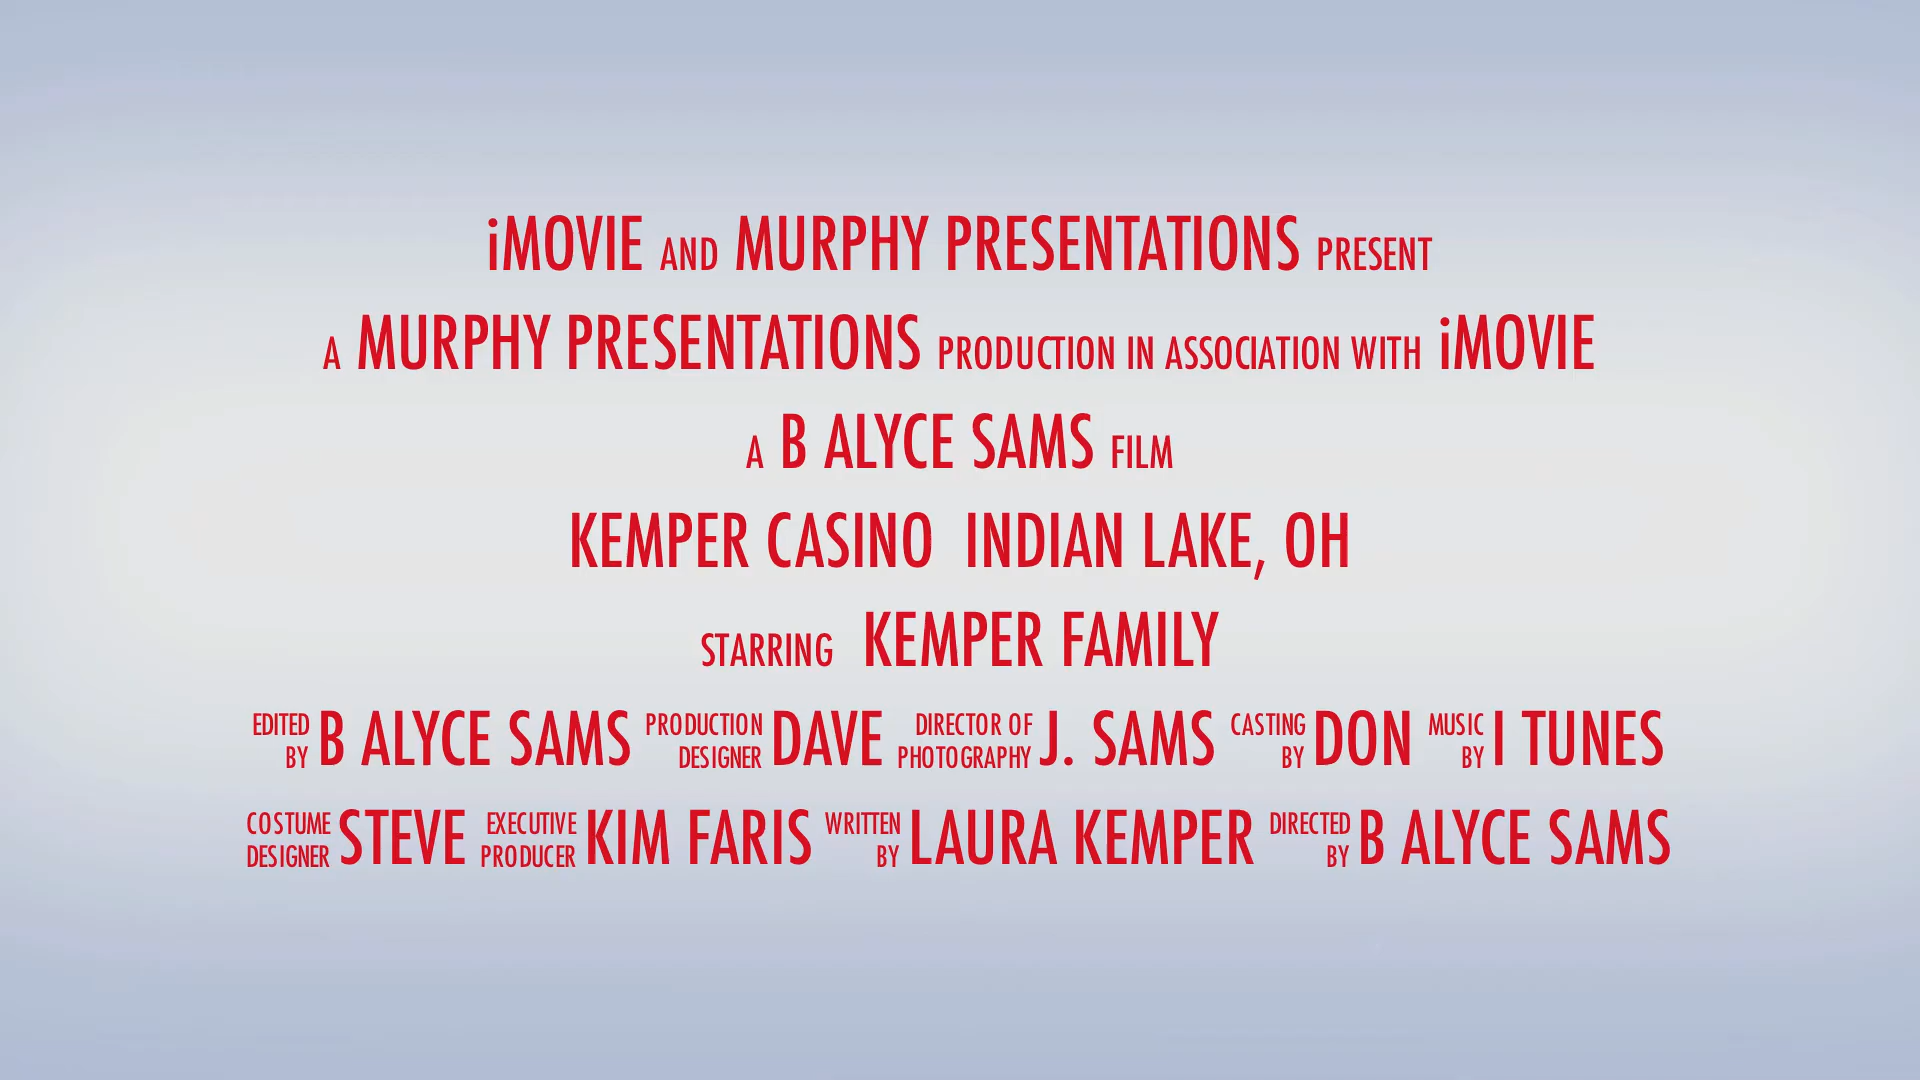 iMOVIE AND MURPHY PRESENTATIONS PRESENT
A MURPHY PRESENTATIONS PRODUCTION IN ASSOCIATION WITH iMOVIE
A B ALYCE SAMS FILM
KEMPER CASINO INDIAN LAKE, OH
STARRING KEMPER FAMILY
EDITED BY B ALYCE SAMS PRODUCTION DESIGNER DAVE DIRECTOR OF PHOTOGRAPHY J. SAMS CASTING BY DON MUSIC BY I TUNES
COSTUME DESIGNER STEVE EXECUTIVE PRODUCER KIM FARIS WRITTEN BY LAURA KEMPER DIRECTED BY B ALYCE SAMS